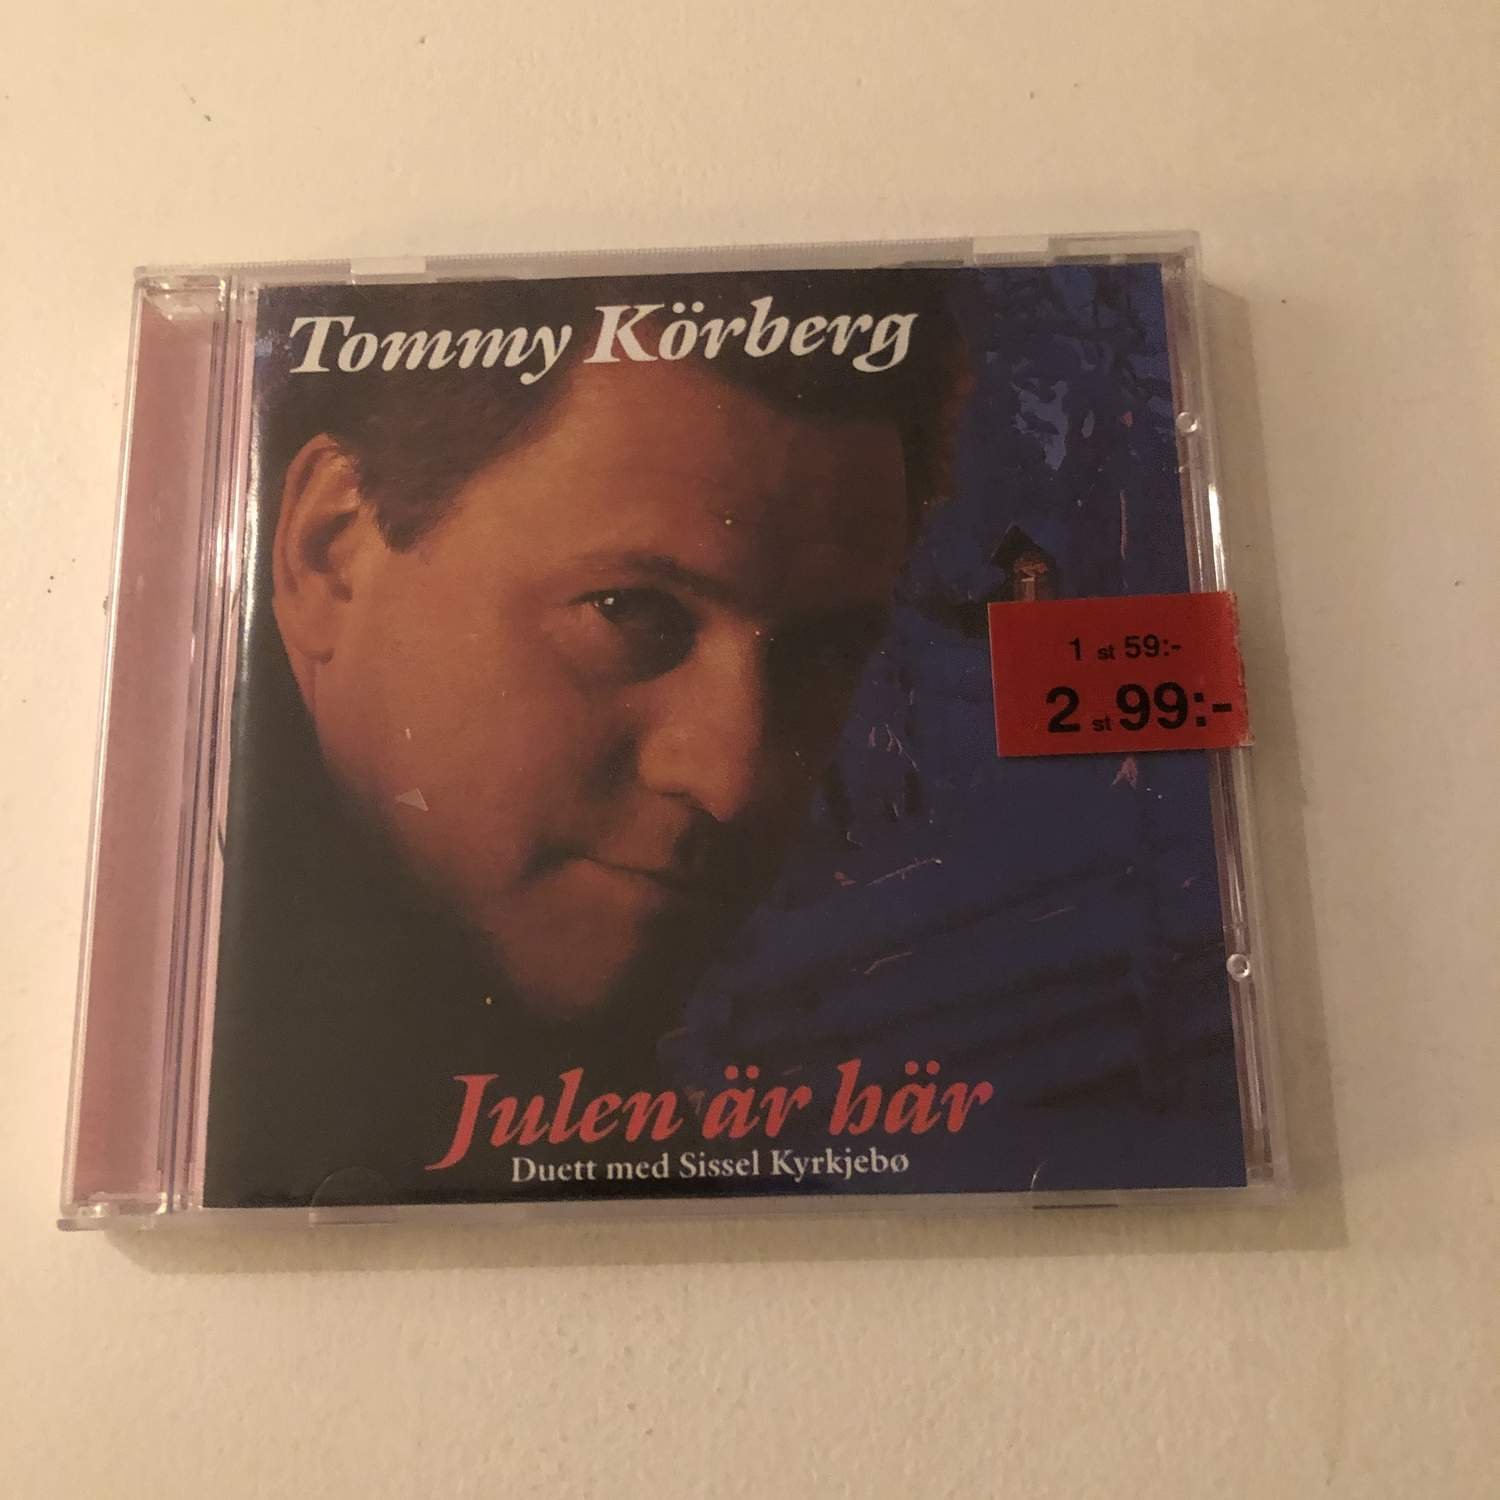 Tommy Körberg
1 st 59:-
2 st 99:-
Julen är här
Duett med Sissel Kyrkjebø